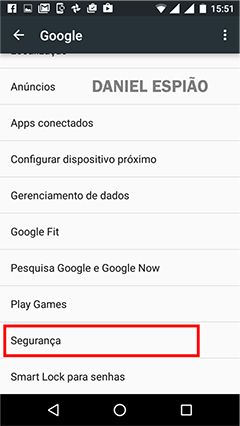 15:51
Google
Localização
Anúncios
DANIEL ESPIÃO
Apps conectados
Configurar dispositivo próximo
Gerenciamento de dados
Google Fit
Pesquisa Google e Google Now
Play Games
Segurança
Smart Lock para senhas